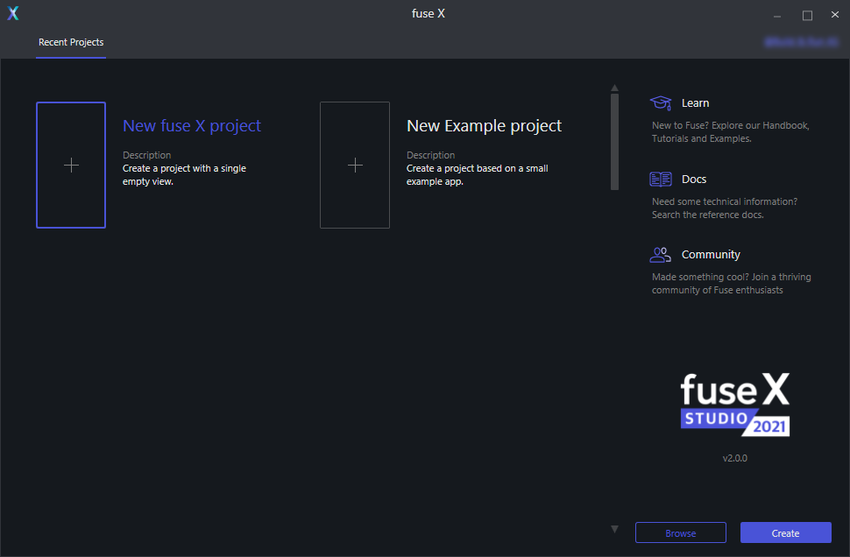 fuse X
Recent Projects
New fuse X project
Description
Create a project with a single
empty view.
New Example project
Description
Create a project based on a small
example app.
Learn
New to Fuse? Explore our Handbook,
Tutorials and Examples.
Docs
Need some technical information?
Search the reference docs.
Community
Made something cool? Join a thriving
community of Fuse enthusiasts
fuse X
STUDIO 2021
v2.0.0
Browse
Create